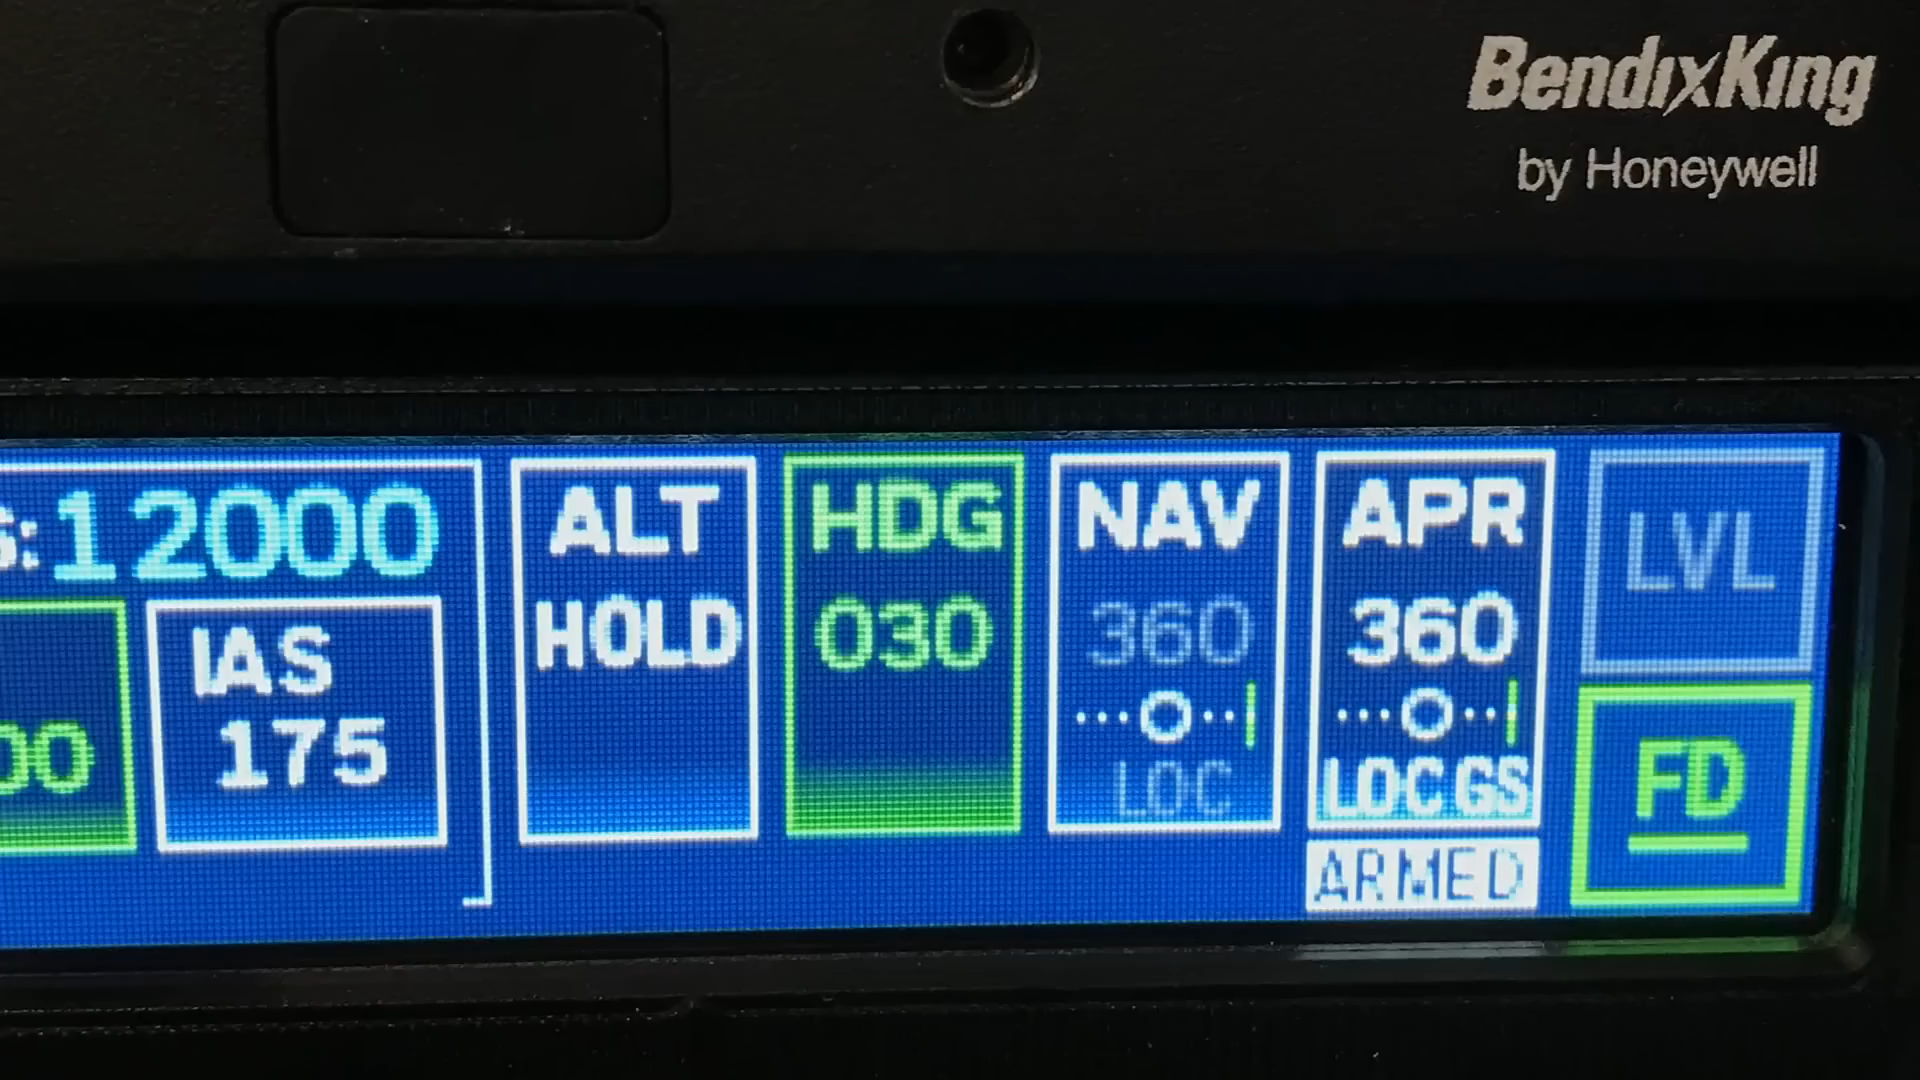 BendixKing
by Honeywell
S:12000
00
IAS
175
ALT
HOLD
HDG
030
NAV
360
LOC
APR
360
LOC GS
ARMED
LVL
FD